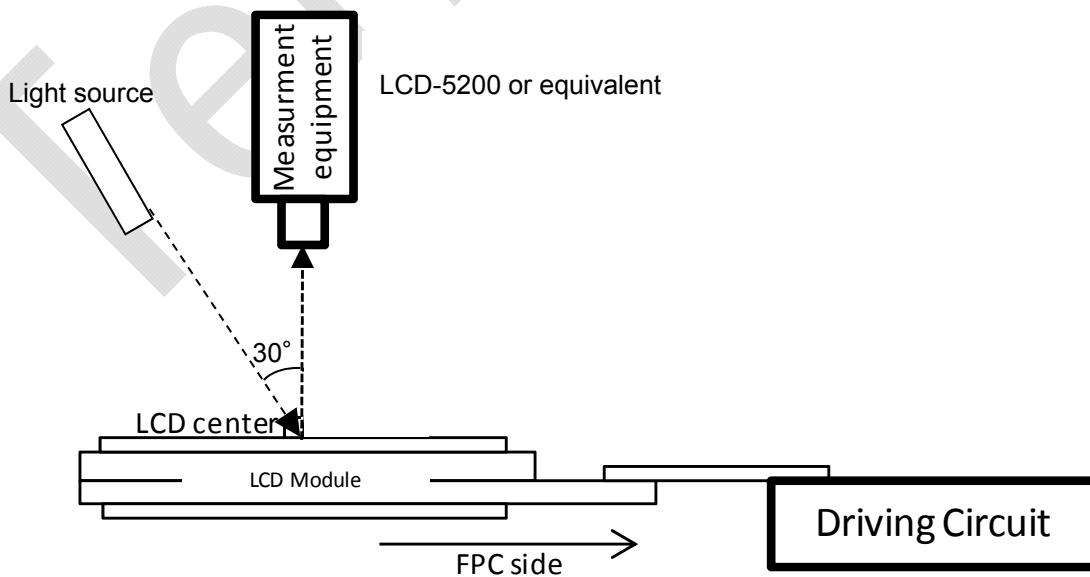 Light source
Measurment
equipment
LCD-5200 or equivalent
30°
LCD center
LCD Module
FPC side
Driving Circuit